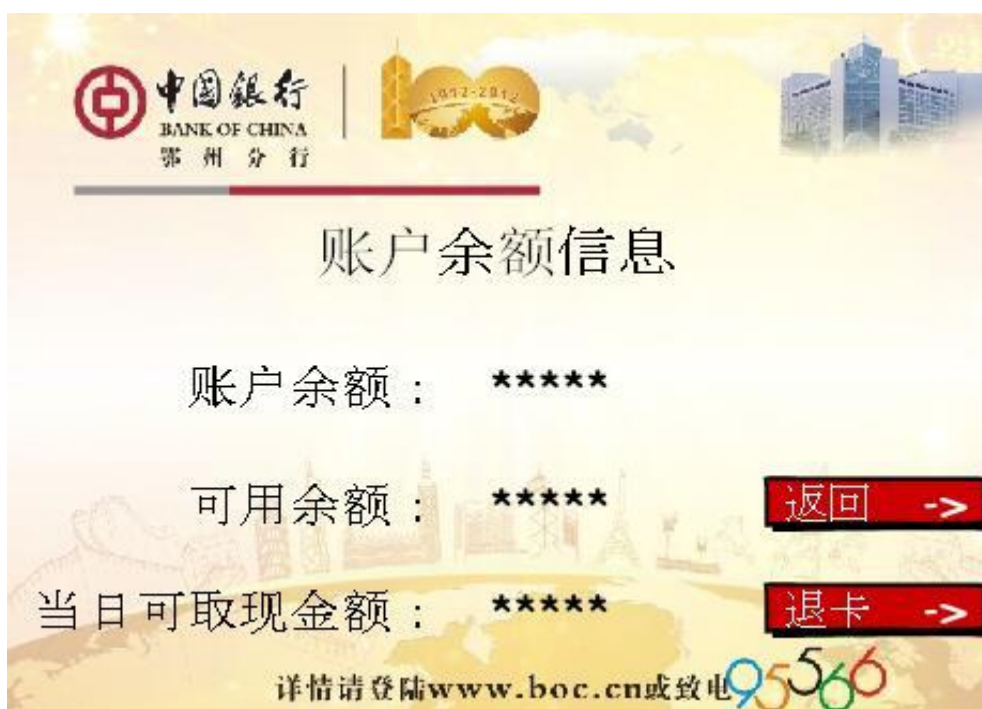 中国銀行
BANK OF CHINA
鄂州分行
1912-2012
账户余额信息
账户余额： *****
可用余额： *****
返回 ->
当日可取现金额： *****
退卡 ->
详情请登陆www.boc.cn或致电95566